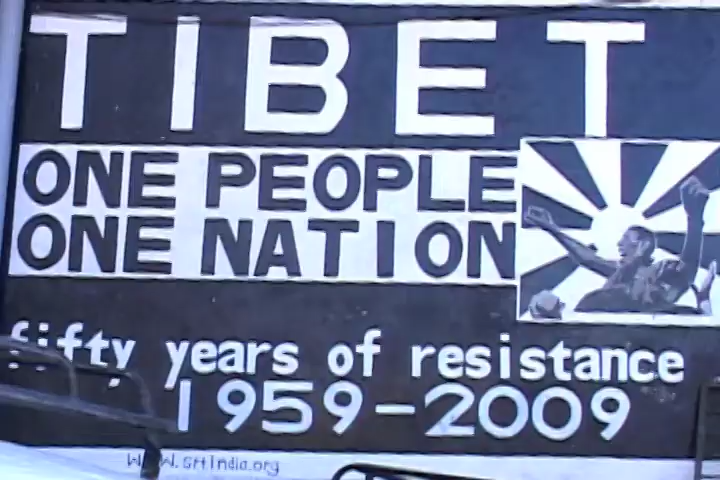 TIBET
ONE PEOPLE
ONE NATION
fifty years of resistance
1959-2009
WWW.SFTIndia.org